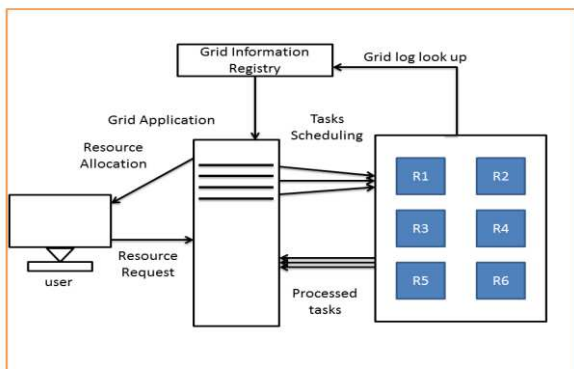 Grid Information
Registry
Grid log look up
Grid Application
Tasks
Scheduling
Resource
Allocation
R1 R2
R3 R4
R5 R6
Resource
Request
user
Processed
tasks